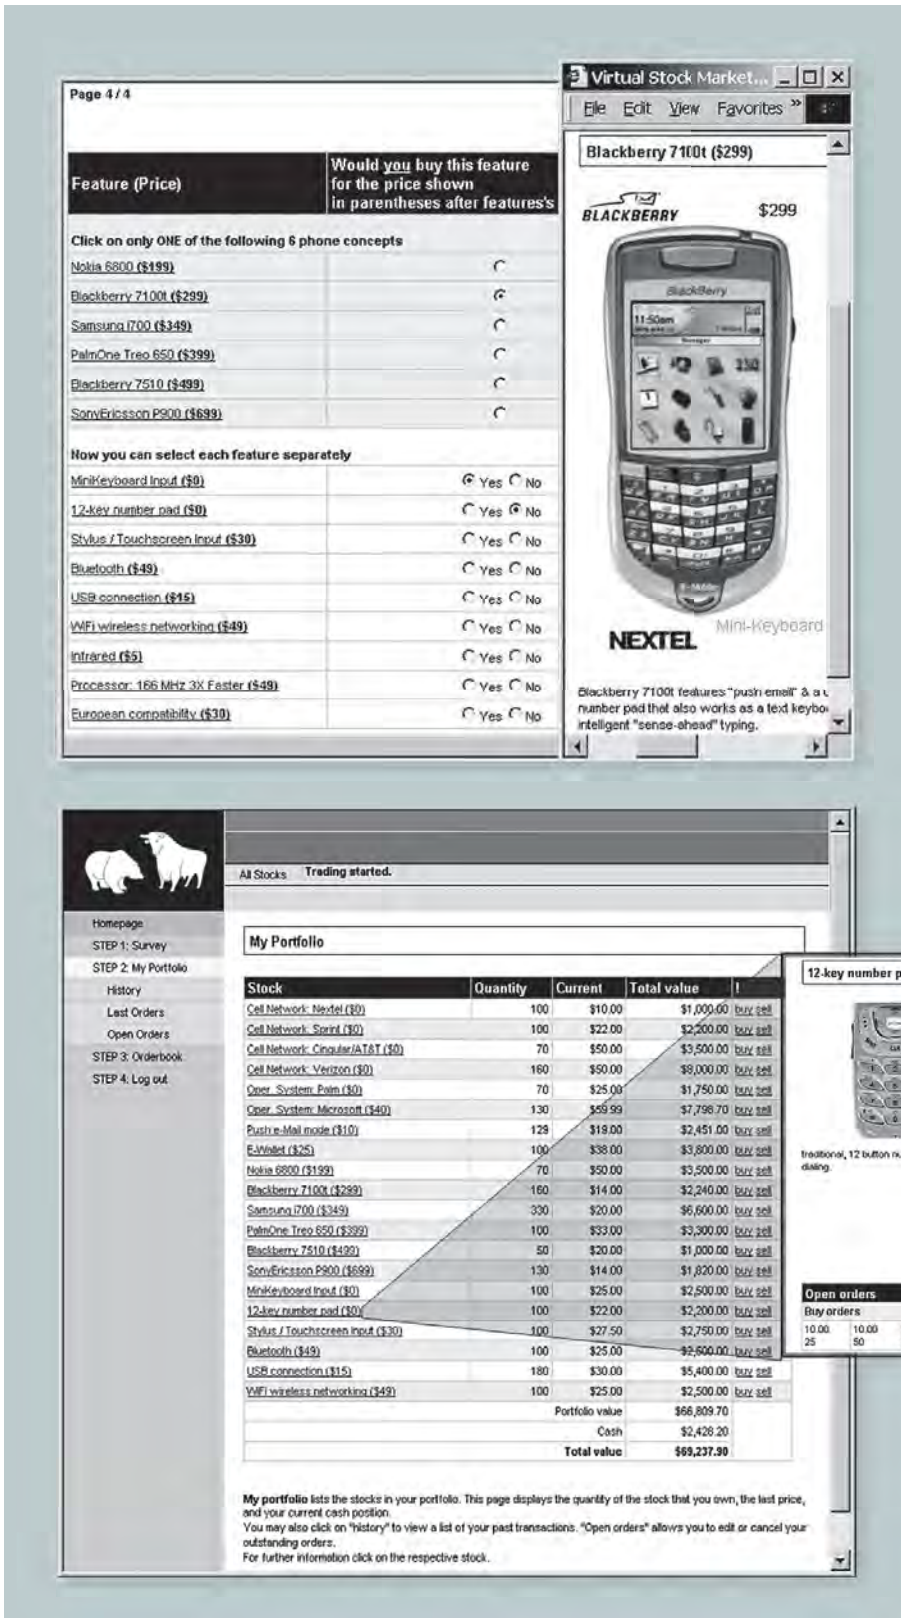 Page 4 / 4
Feature (Price)
Would you buy this feature
for the price shown
in parentheses after features's
Click on only ONE of the following 6 phone concepts
Nokia 6800 ($199)
Blackberry 7100t ($299)
Samsung i700 ($349)
PalmOne Treo 650 ($399)
Blackberry 7510 ($499)
SonyEricsson P900 ($699)
Now you can select each feature separately
MiniKeyboard Input ($0) Yes No
12-key number pad ($0) Yes No
Stylus / Touchscreen Input ($30) Yes No
Bluetooth ($49) Yes No
USB connection ($15) Yes No
WiFi wireless networking ($49) Yes No
Infrared ($5) Yes No
Processor: 166 MHz 3X Faster ($49) Yes No
European compatibility ($30) Yes No
Virtual Stock Market...
File Edit View Favorites »
Blackberry 7100t ($299)
BLACKBERRY $299
BlackBerry
11:50am
Mini-Keyboard
NEXTEL
Blackberry 7100t features "push email" & a
number pad that also works as a text keybo
intelligent "sense-ahead" typing.
All Stocks Trading started.
Homepage
STEP 1: Survey
STEP 2: My Portfolio
History
Last Orders
Open Orders
STEP 3: Orderbook
STEP 4: Log out
My Portfolio
Stock Quantity Current Total value !
Cell Network: Nextel ($0) 100 $10.00 $1,000.00 buy sell
Cell Network: Sprint ($0) 100 $22.00 $2,200.00 buy sell
Cell Network: Cingular/AT&T ($0) 70 $50.00 $3,500.00 buy sell
Cell Network: Verizon ($0) 160 $50.00 $8,000.00 buy sell
Oper. System: Palm ($0) 70 $25.00 $1,750.00 buy sell
Oper. System: Microsoft ($40) 130 $59.99 $7,798.70 buy sell
Push e-Mail mode ($10) 129 $19.00 $2,451.00 buy sell
E-Wallet ($25) 100 $38.00 $3,800.00 buy sell
Nokia 6800 ($199) 70 $50.00 $3,500.00 buy sell
Blackberry 7100t ($299) 160 $14.00 $2,240.00 buy sell
Samsung i700 ($349) 330 $20.00 $6,600.00 buy sell
PalmOne Treo 650 ($399) 100 $33.00 $3,300.00 buy sell
Blackberry 7510 ($499) 50 $20.00 $1,000.00 buy sell
SonyEricsson P900 ($699) 130 $14.00 $1,820.00 buy sell
MiniKeyboard Input ($0) 100 $25.00 $2,500.00 buy sell
12-key number pad ($0) 100 $22.00 $2,200.00 buy sell
Stylus / Touchscreen Input ($30) 100 $27.50 $2,750.00 buy sell
Bluetooth ($49) 100 $25.00 $2,500.00 buy sell
USB connection ($15) 180 $30.00 $5,400.00 buy sell
WiFi wireless networking ($49) 100 $25.00 $2,500.00 buy sell
Portfolio value $66,809.70
Cash $2,428.20
Total value $69,237.90
12-key number p
traditional, 12 button nu
dialing.
Open orders
Buy orders
10.00 10.00
25 50
My portfolio lists the stocks in your portfolio. This page displays the quantity of the stock that you own, the last price,
and your current cash position.
You may also click on "history" to view a list of your past transactions. "Open orders" allows you to edit or cancel your
outstanding orders.
For further information click on the respective stock.